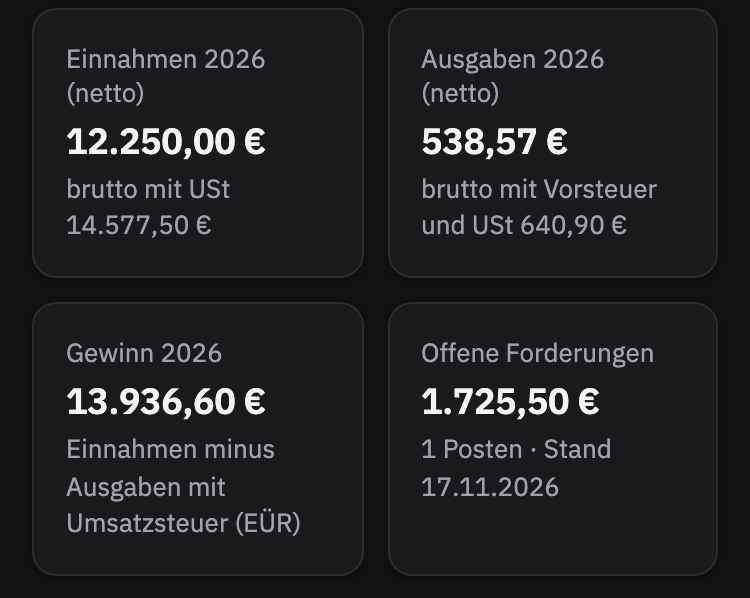 Einnahmen 2026
(netto)
12.250,00 €
brutto mit USt
14.577,50 €
Ausgaben 2026
(netto)
538,57 €
brutto mit Vorsteuer
und USt 640,90 €
Gewinn 2026
13.936,60 €
Einnahmen minus
Ausgaben mit
Umsatzsteuer (EÜR)
Offene Forderungen
1.725,50 €
1 Posten · Stand
17.11.2026